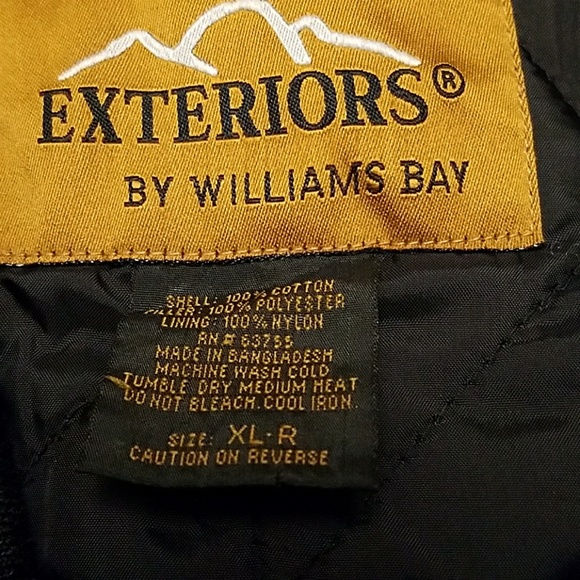 EXTERIORS®
BY WILLIAMS BAY
SHELL: 100% COTTON
FILLER: 100% POLYESTER
LINING: 100% NYLON
RN# 63255
MADE IN BANGLADESH
MACHINE WASH COLD
TUMBLE DRY MEDIUM HEAT
DO NOT BLEACH. COOL IRON.
SIZE: XL-R
CAUTION ON REVERSE